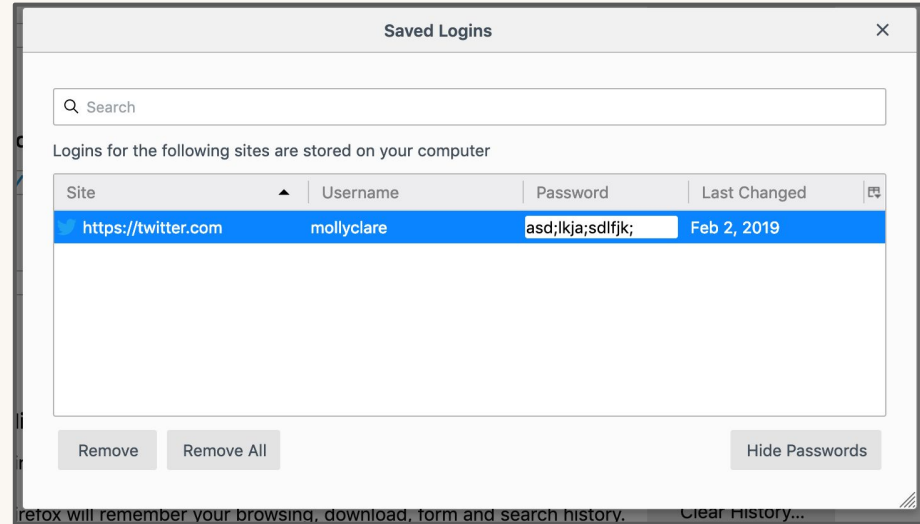 Saved Logins
Search
Logins for the following sites are stored on your computer
Site Username Password Last Changed
https://twitter.com mollyclare asd;lkja;sdlfjk; Feb 2, 2019
Remove Remove All Hide Passwords
irefox will remember your browsing, download, form and search history. Clear History...